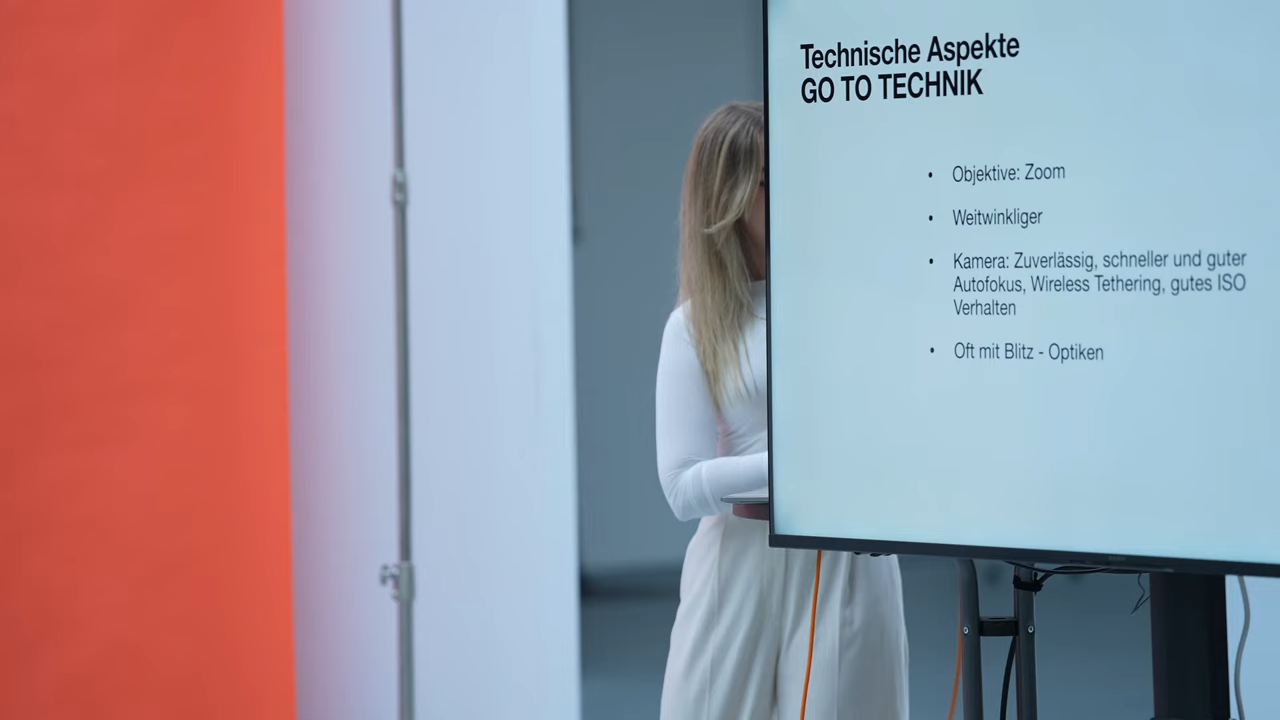 Technische Aspekte
GO TO TECHNIK
• Objektive: Zoom
• Weitwinkliger
• Kamera: Zuverlässig, schneller und guter
Autofokus, Wireless Tethering, gutes ISO
Verhalten
• Oft mit Blitz - Optiken